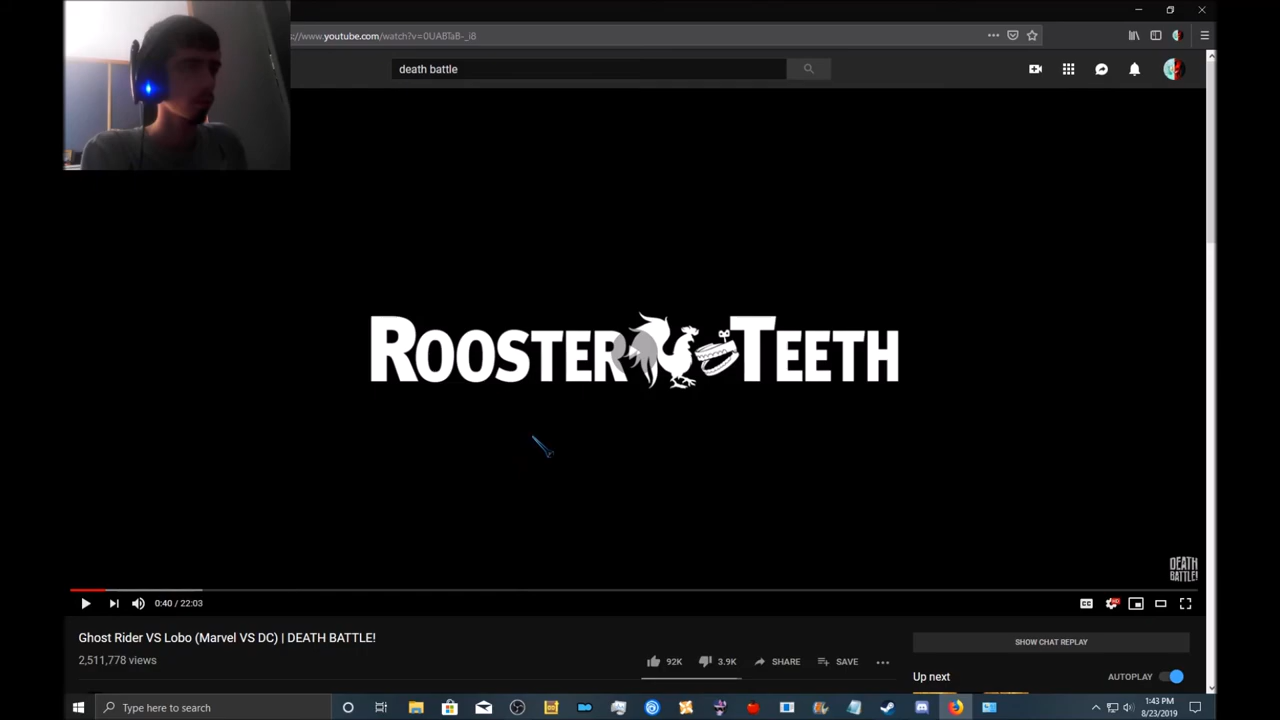 ://www.youtube.com/watch?v=0UABTaB-_i8
death battle
ROOSTER TEETH
DEATH BATTLE!
0:40 / 22:03
CC
HD
Ghost Rider VS Lobo (Marvel VS DC) | DEATH BATTLE!
2,511,778 views
92K
3.9K
SHARE
SAVE
SHOW CHAT REPLAY
Up next
AUTOPLAY
Type here to search
1:43 PM
8/23/2019